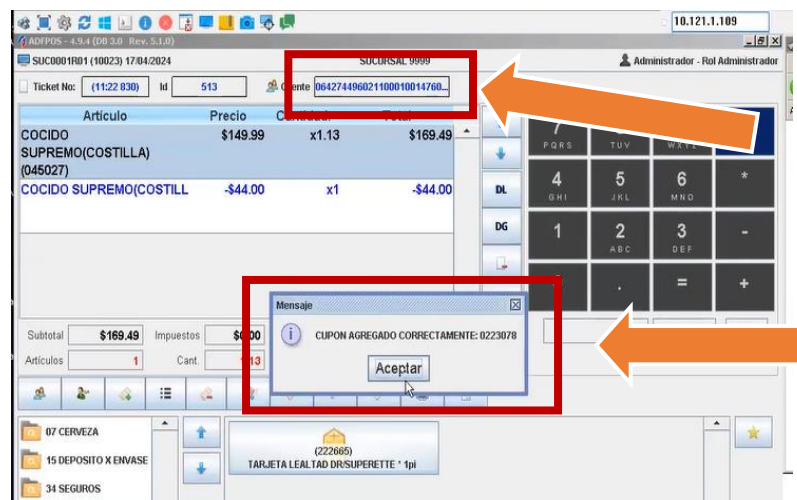 10.121.1.109
ADFPOS - 4.9.4 (DB 3.0 Rev. 5.1.0)
SUC0001R01 (10023) 17/04/2024
SUCURSAL 9999
Administrador - Rol Administrador
Ticket No:
(11:22 830)
Id
513
064274496021100010014760...
Artículo
Precio
Total
COCIDO
SUPREMO(COSTILLA)
(045027)
$149.99
x1.13
$169.49
COCIDO SUPREMO(COSTILL
-$44.00
x1
-$44.00
DL
DG
7
PQRS
TUV
WXYZ
4
GHI
5
JKL
6
MNO
*
1
2
ABC
3
DEF
-
.
=
+
Mensaje
CUPON AGREGADO CORRECTAMENTE: 0223078
Aceptar
Subtotal
$169.49
Impuestos
Artículos
1
Cant.
07 CERVEZA
15 DEPOSITO X ENVASE
34 SEGUROS
(222665)
TARJETA LEALTAD DR/SUPERETTE * 1pi